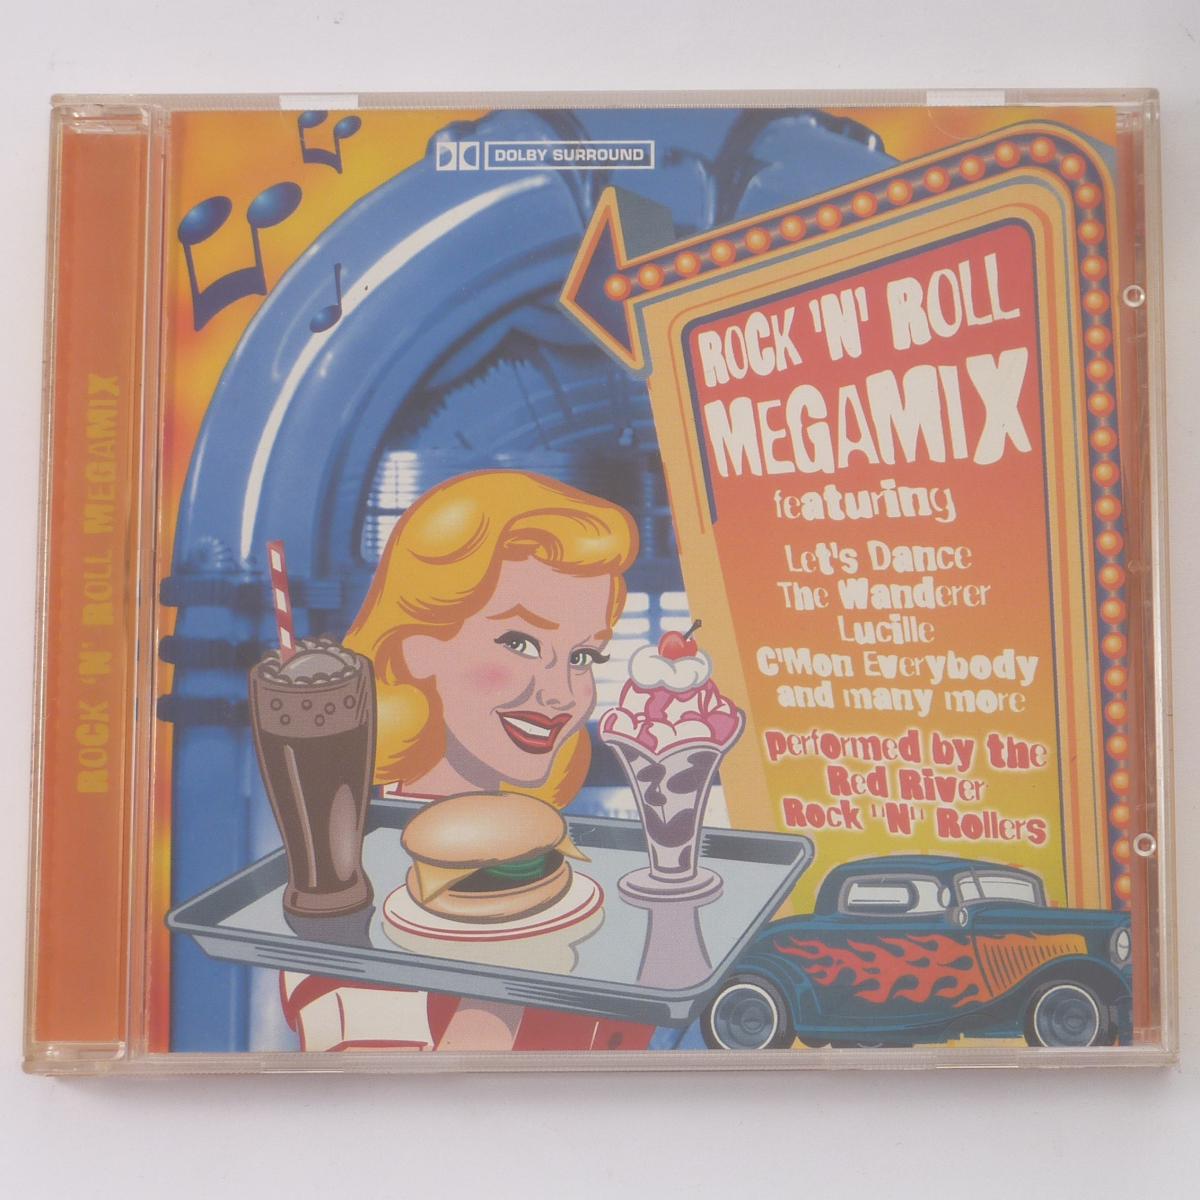 DOLBY SURROUND
ROCK 'N' ROLL
MEGAMIX
featuring
Let's Dance
The Wanderer
Lucille
C'Mon Everybody
and many more
performed by the
Red River
Rock "N" Rollers
ROCK 'N' ROLL MEGAMIX